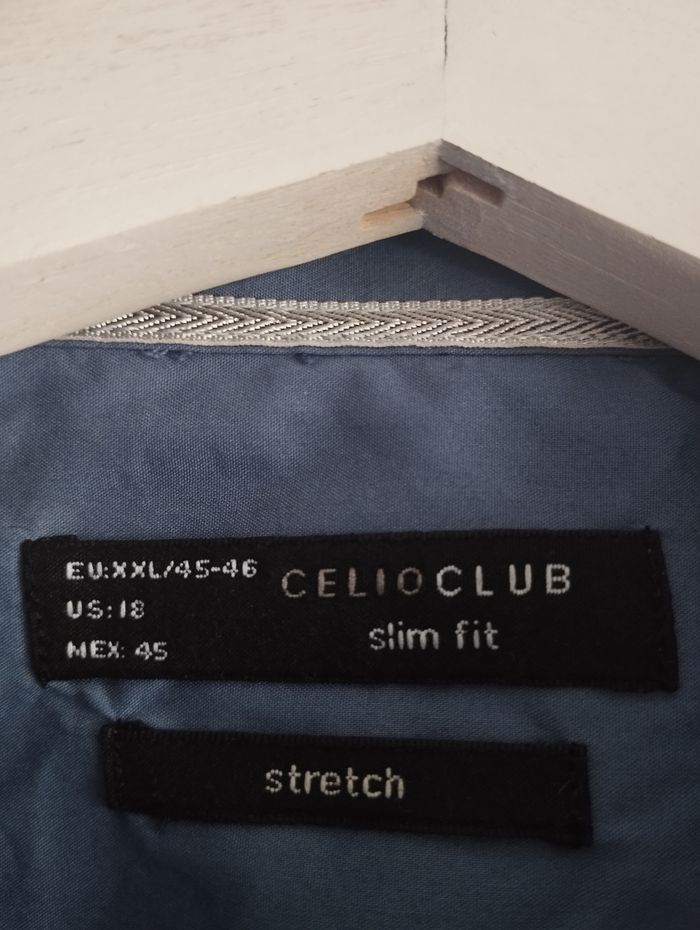 EU:XXL/45-46
US:18
MEX: 45
CELIOCLUB
slim fit
stretch